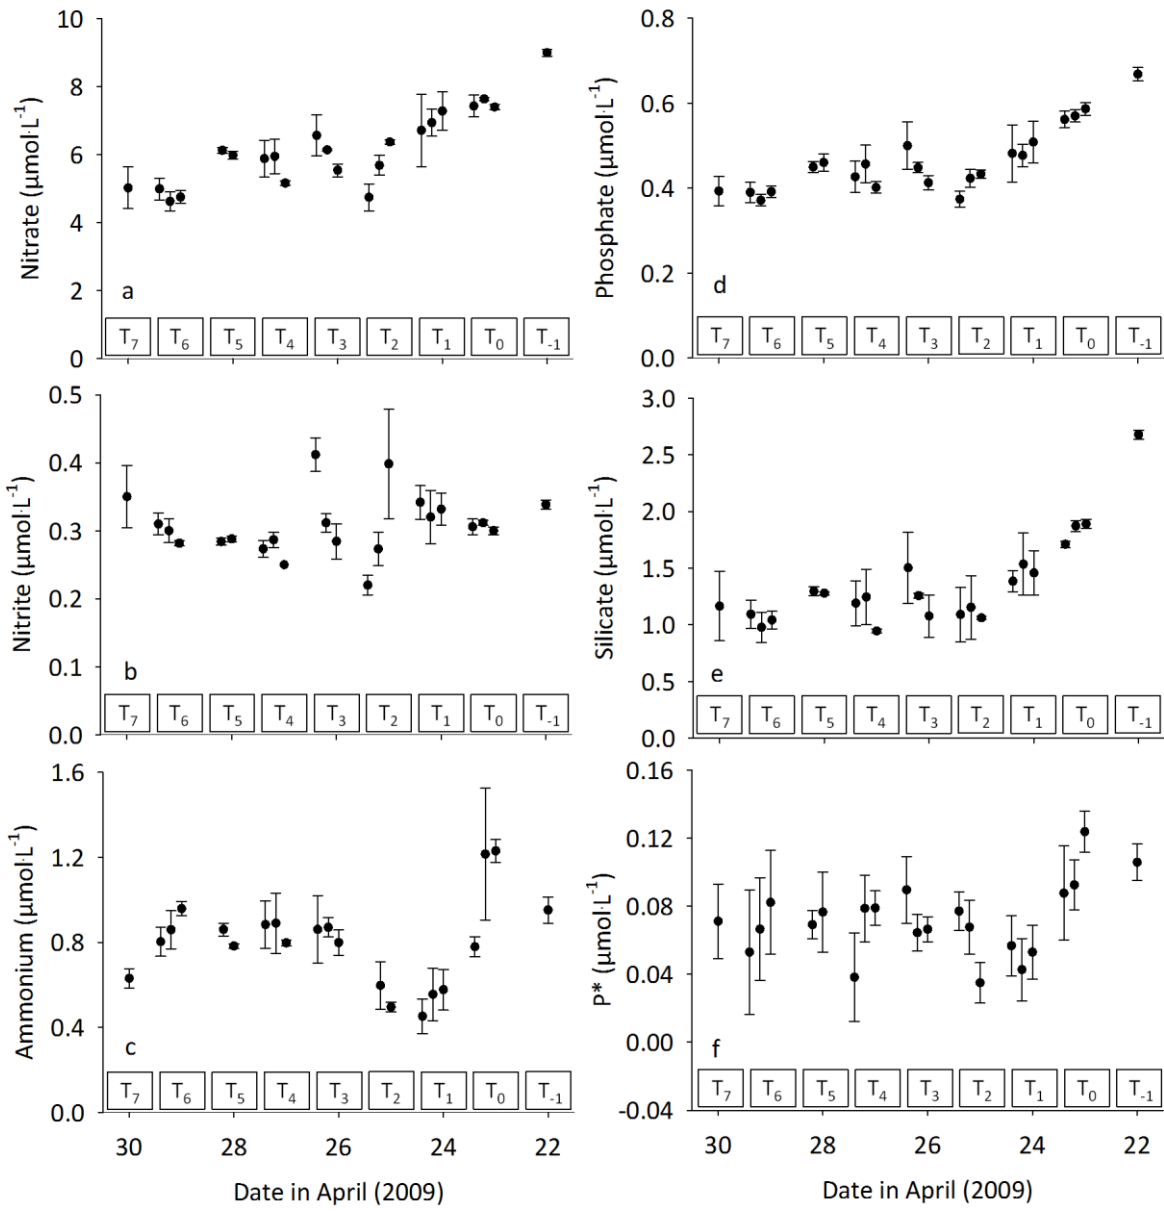 Nitrate (µmol·L⁻¹)
10
8
6
4
2
0
a
T₇ T₆ T₅ T₄ T₃ T₂ T₁ T₀ T₋₁
Phosphate (µmol·L⁻¹)
0.8
0.6
0.4
0.2
0.0
d
T₇ T₆ T₅ T₄ T₃ T₂ T₁ T₀ T₋₁
Nitrite (µmol·L⁻¹)
0.5
0.4
0.3
0.2
0.1
0.0
b
T₇ T₆ T₅ T₄ T₃ T₂ T₁ T₀ T₋₁
Silicate (µmol·L⁻¹)
3.0
2.5
2.0
1.5
1.0
0.5
0.0
e
T₇ T₆ T₅ T₄ T₃ T₂ T₁ T₀ T₋₁
Ammonium (µmol·L⁻¹)
1.6
1.2
0.8
0.4
0.0
c
T₇ T₆ T₅ T₄ T₃ T₂ T₁ T₀ T₋₁
30 28 26 24 22
Date in April (2009)
P* (µmol·L⁻¹)
0.16
0.12
0.08
0.04
0.00
-0.04
f
T₇ T₆ T₅ T₄ T₃ T₂ T₁ T₀ T₋₁
30 28 26 24 22
Date in April (2009)